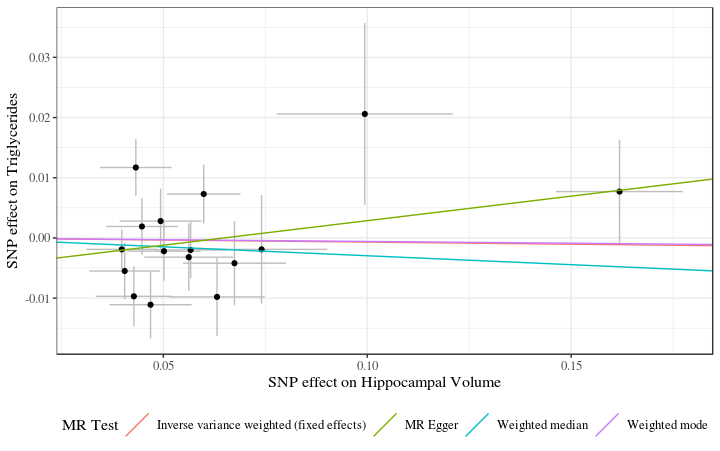 SNP effect on Triglycerides
0.03
0.02
0.01
0.00
-0.01
0.05 0.10 0.15
SNP effect on Hippocampal Volume
MR Test Inverse variance weighted (fixed effects) MR Egger Weighted median Weighted mode